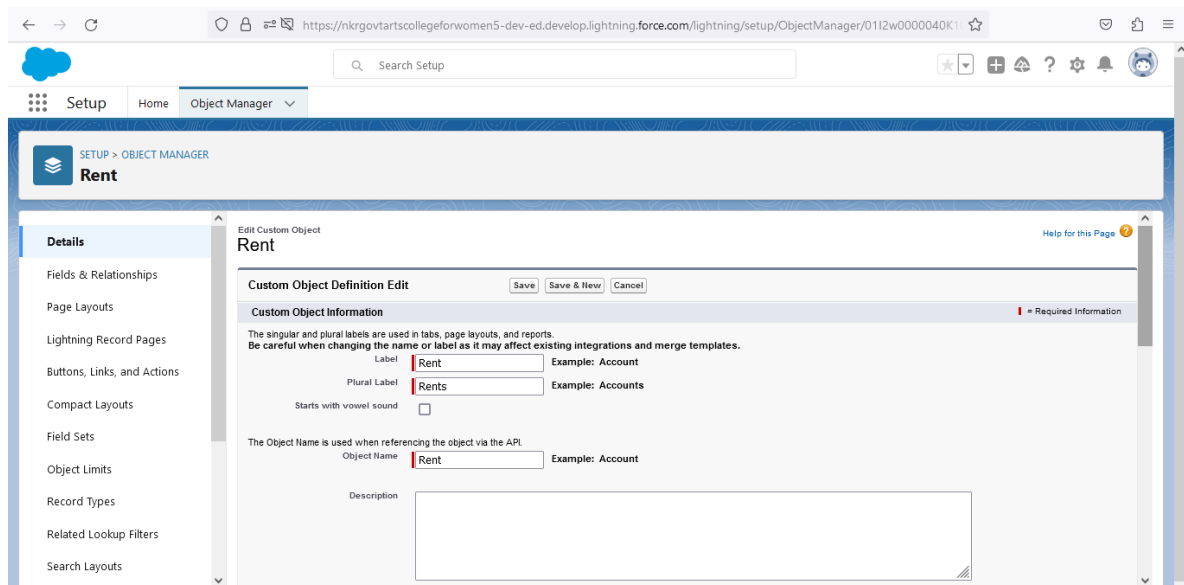 https://nkrgovtartscollegeforwomen5-dev-ed.develop.lightning.force.com/lightning/setup/ObjectManager/01I2w0000040K1
Search Setup
Setup
Home
Object Manager
SETUP > OBJECT MANAGER
Rent
Details
Fields & Relationships
Page Layouts
Lightning Record Pages
Buttons, Links, and Actions
Compact Layouts
Field Sets
Object Limits
Record Types
Related Lookup Filters
Search Layouts
Edit Custom Object
Rent
Help for this Page
Custom Object Definition Edit Save Save & New Cancel
Custom Object Information = Required Information
The singular and plural labels are used in tabs, page layouts, and reports.
Be careful when changing the name or label as it may affect existing integrations and merge templates.
Label Rent Example: Account
Plural Label Rents Example: Accounts
Starts with vowel sound
The Object Name is used when referencing the object via the API.
Object Name Rent Example: Account
Description